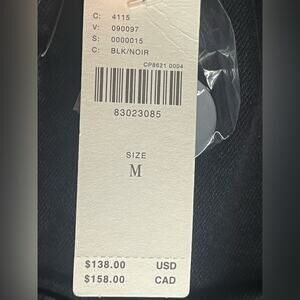 C: 4115
V: 090097
S: 0000015
C: BLK/NOIR
CP8621 0004
83023085
SIZE
M
$138.00 USD
$158.00 CAD